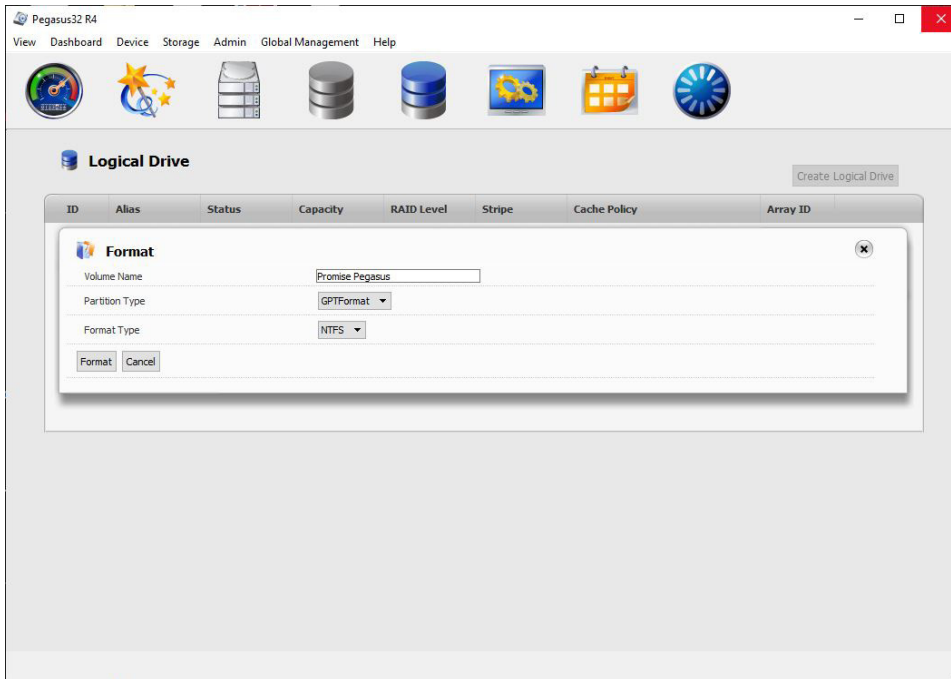 Pegasus32 R4
View Dashboard Device Storage Admin Global Management Help
Logical Drive
Create Logical Drive
ID Alias Status Capacity RAID Level Stripe Cache Policy Array ID
Format
Volume Name Promise Pegasus
Partition Type GPTFormat
Format Type NTFS
Format Cancel